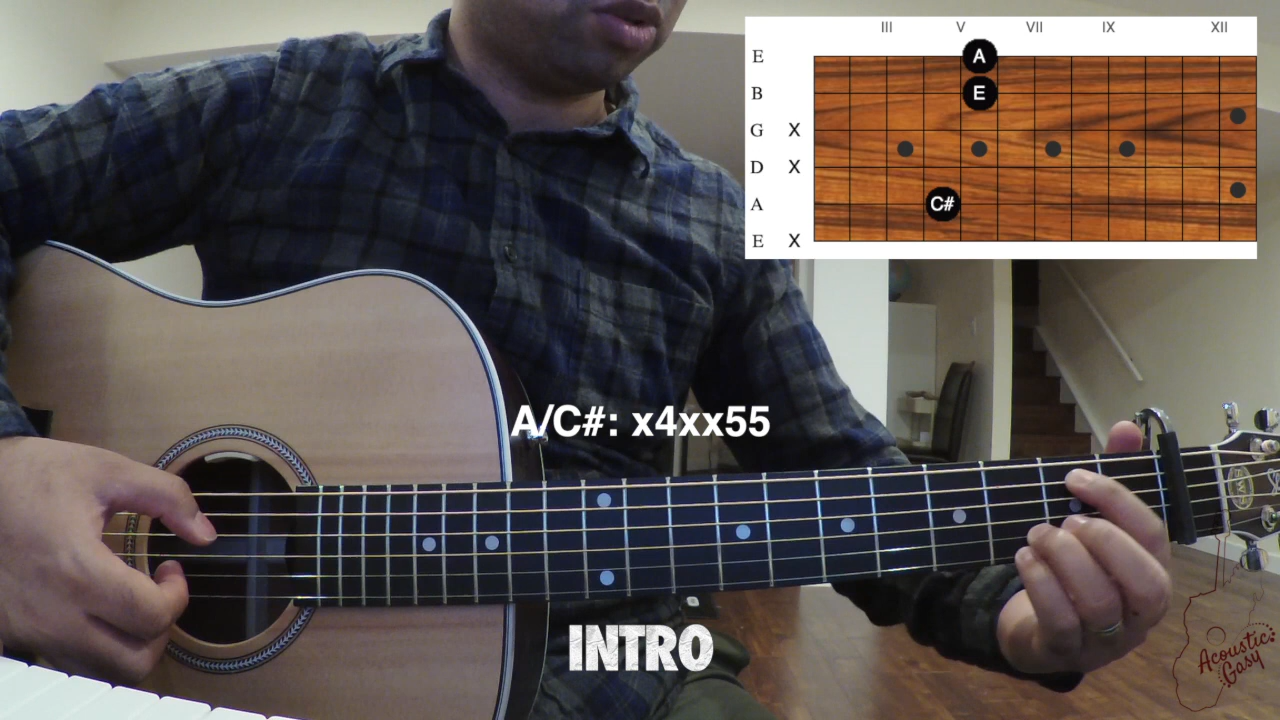 III V VII IX XII
E A
B E
G X
D X
A C#
E X
A/C#: x4xx55
INTRO
Acoustic
Gasy